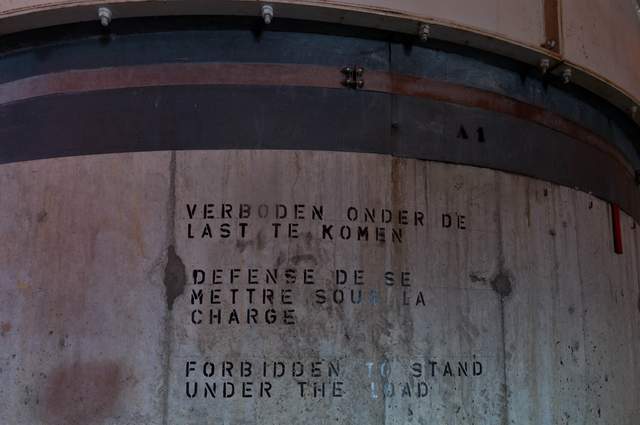 A1
VERBODEN ONDER DE
LAST TE KOMEN
DEFENSE DE SE
METTRE SOUS LA
CHARGE
FORBIDDEN TO STAND
UNDER THE LOAD